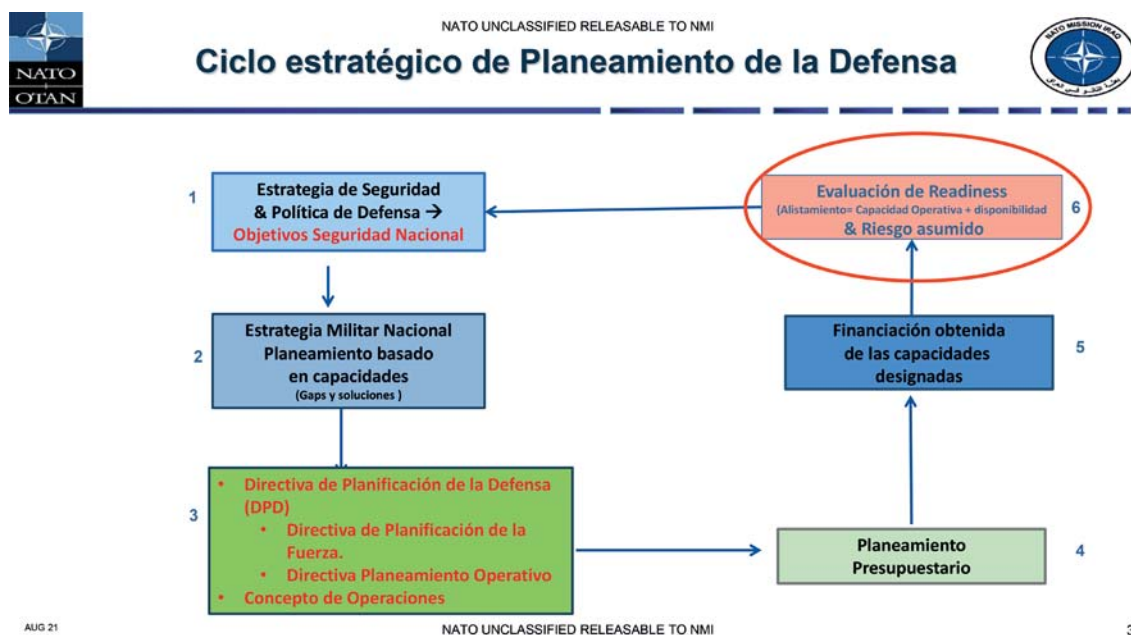 NATO UNCLASSIFIED RELEASABLE TO NMI
NATO
OTAN
Ciclo estratégico de Planeamiento de la Defensa
NATO MISSION IRAQ
1
Estrategia de Seguridad
& Política de Defensa →
Objetivos Seguridad Nacional
Evaluación de Readiness
(Alistamiento= Capacidad Operativa + disponibilidad
& Riesgo asumido
6
2
Estrategia Militar Nacional
Planeamiento basado
en capacidades
(Gaps y soluciones )
Financiación obtenida
de las capacidades
designadas
5
3
• Directiva de Planificación de la Defensa
(DPD)
• Directiva de Planificación de la
Fuerza.
• Directiva Planeamiento Operativo
• Concepto de Operaciones
Planeamiento
Presupuestario
4
AUG 21
NATO UNCLASSIFIED RELEASABLE TO NMI
3